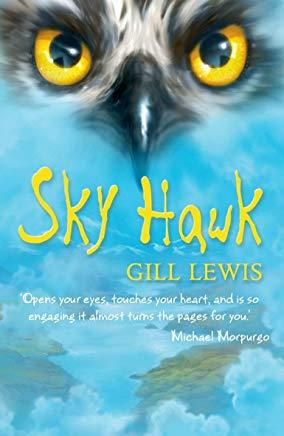 Sky Hawk
GILL LEWIS
'Opens your eyes, touches your heart, and is so
engaging it almost turns the pages for you.'
Michael Morpurgo